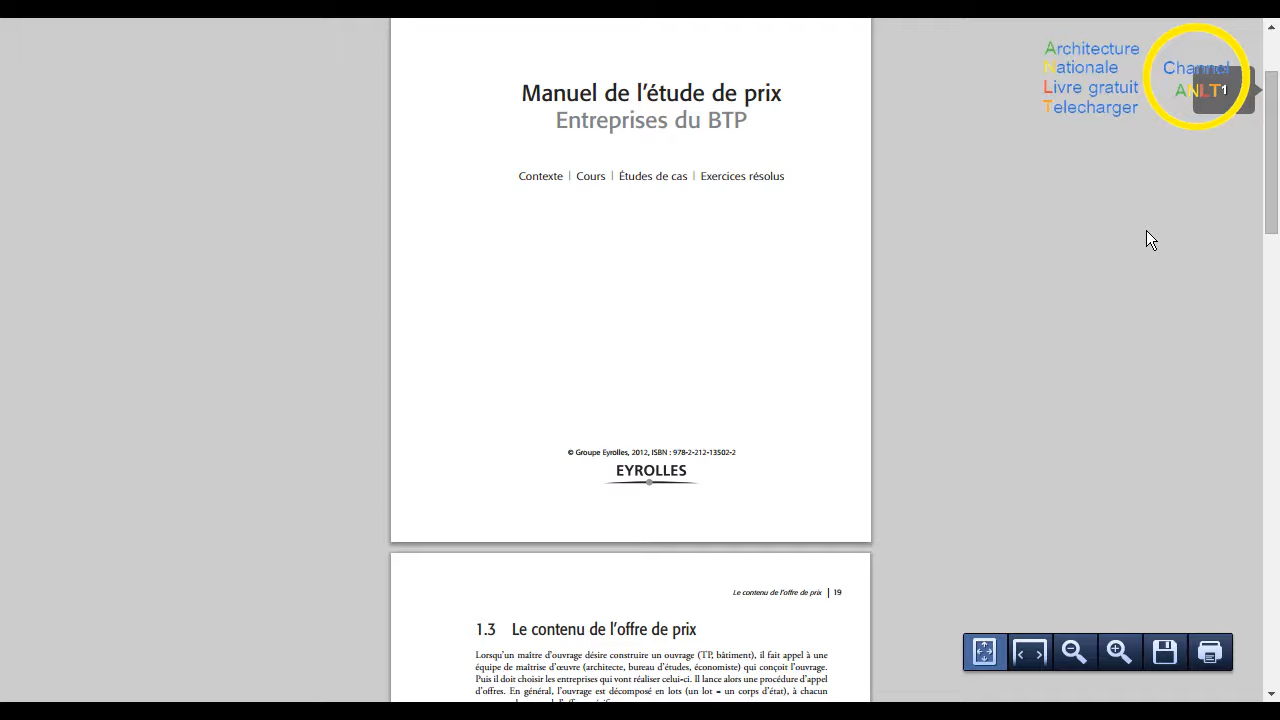 Manuel de l'étude de prix
Entreprises du BTP
Contexte | Cours | Études de cas | Exercices résolus
© Groupe Eyrolles, 2012, ISBN : 978-2-212-13502-2
EYROLLES
Le contenu de l'offre de prix | 19
1.3 Le contenu de l'offre de prix
Lorsqu'un maître d'ouvrage désire construire un ouvrage (TP, bâtiment), il fait appel à une
équipe de maîtrise d'œuvre (architecte, bureau d'études, économiste) qui conçoit l'ouvrage.
Puis il doit choisir les entreprises qui vont réaliser celui-ci. Il lance alors une procédure d'appel
d'offres. En général, l'ouvrage est décomposé en lots (un lot = un corps d'état), à chacun
Architecture
Nationale
Livre gratuit
Telecharger
Channel
ANLT
1